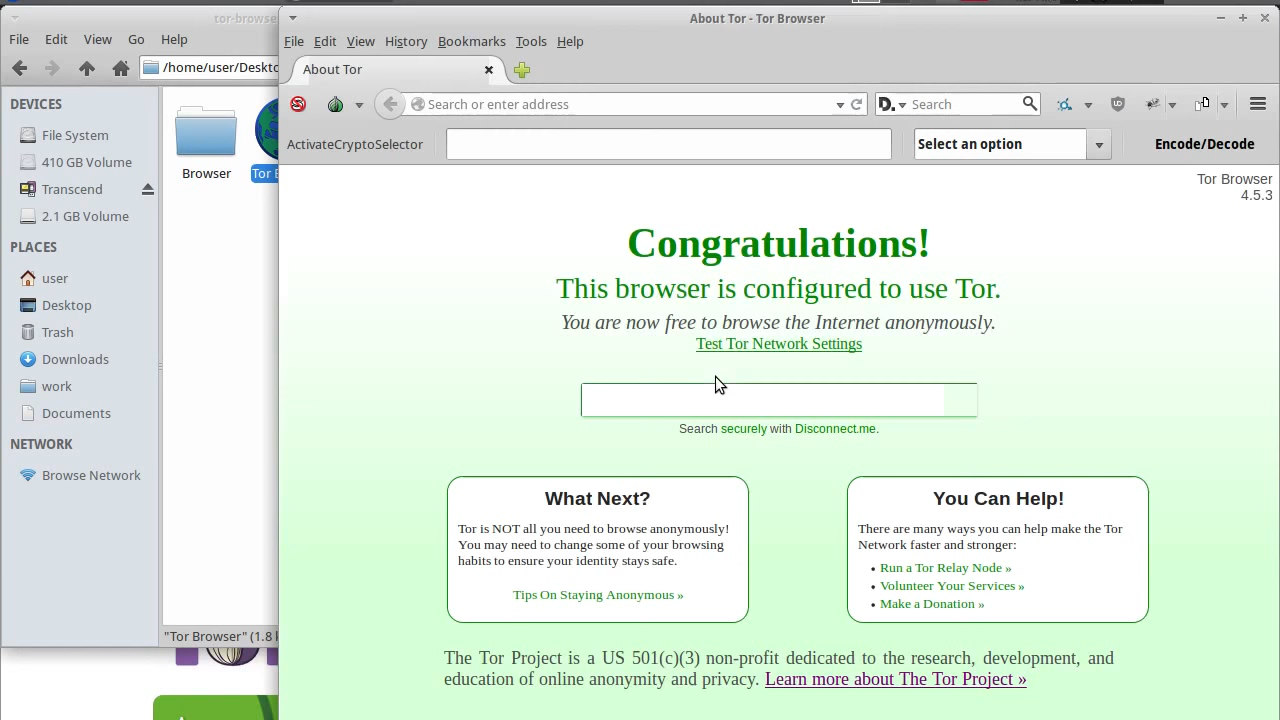 tor-browse
File Edit View Go Help
/home/user/Deskto
DEVICES
File System
410 GB Volume
Transcend
2.1 GB Volume
PLACES
user
Desktop
Trash
Downloads
work
Documents
NETWORK
Browse Network
Browser
Tor B
"Tor Browser" (1.8 k
About Tor - Tor Browser
File Edit View History Bookmarks Tools Help
About Tor
Search or enter address
D. Search
ActivateCryptoSelector
Select an option
Encode/Decode
Tor Browser
4.5.3
Congratulations!
This browser is configured to use Tor.
You are now free to browse the Internet anonymously.
Test Tor Network Settings
Search securely with Disconnect.me.
What Next?
Tor is NOT all you need to browse anonymously!
You may need to change some of your browsing
habits to ensure your identity stays safe.
Tips On Staying Anonymous »
You Can Help!
There are many ways you can help make the Tor
Network faster and stronger:
• Run a Tor Relay Node »
• Volunteer Your Services »
• Make a Donation »
The Tor Project is a US 501(c)(3) non-profit dedicated to the research, development, and
education of online anonymity and privacy. Learn more about The Tor Project »